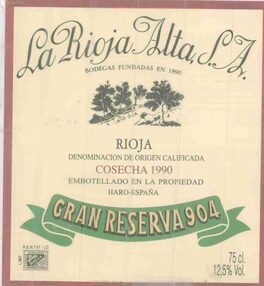 La Rioja Alta, S.A.
BODEGAS FUNDADAS EN 1890
RIOJA
DENOMINACION DE ORIGEN CALIFICADA
COSECHA 1990
EMBOTELLADO EN LA PROPIEDAD
HARO-ESPAÑA
GRAN RESERVA 904
75 cl.
12,5% Vol.